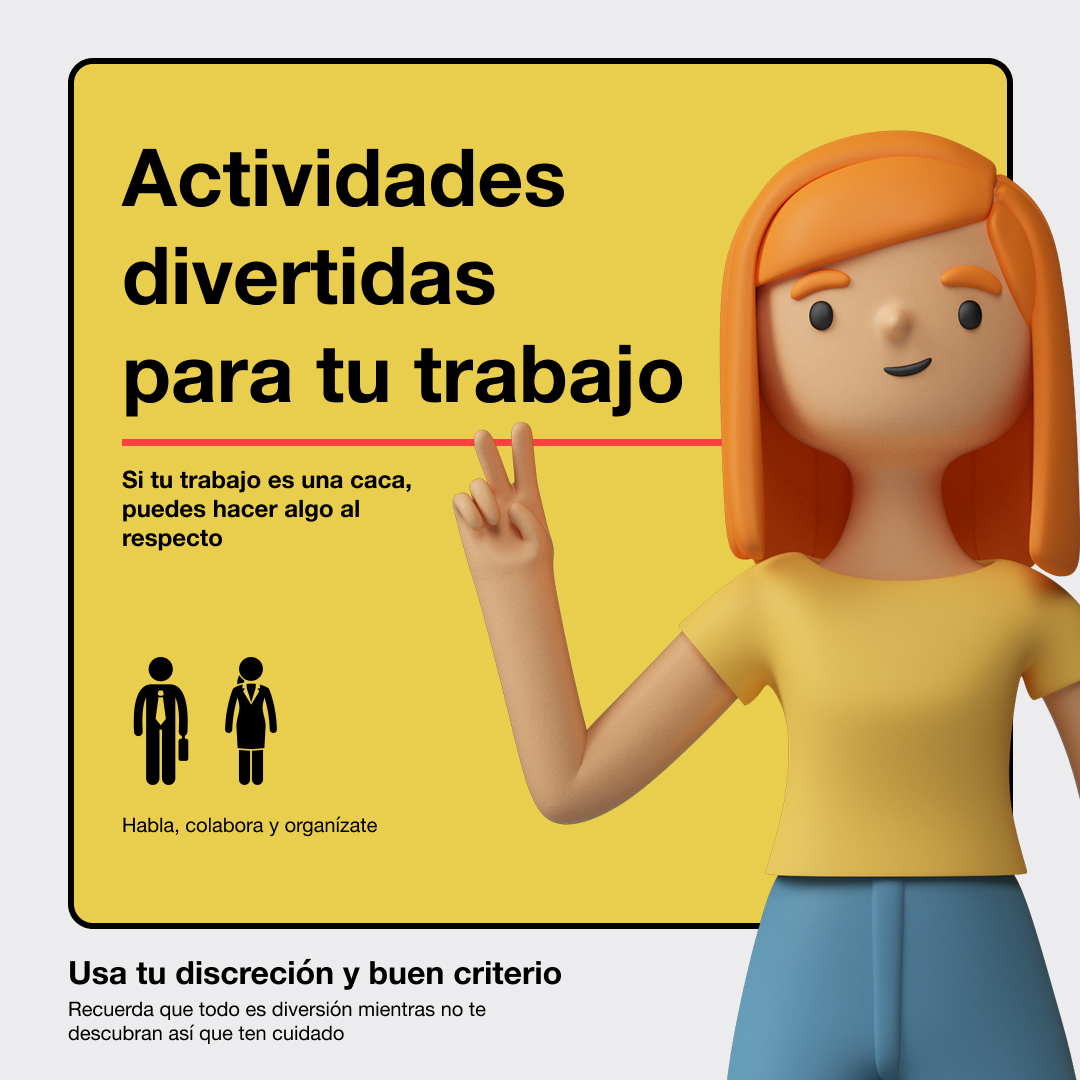 Actividades
divertidas
para tu trabajo
Si tu trabajo es una caca,
puedes hacer algo al
respecto
Habla, colabora y organízate
Usa tu discreción y buen criterio
Recuerda que todo es diversión mientras no te
descubran así que ten cuidado